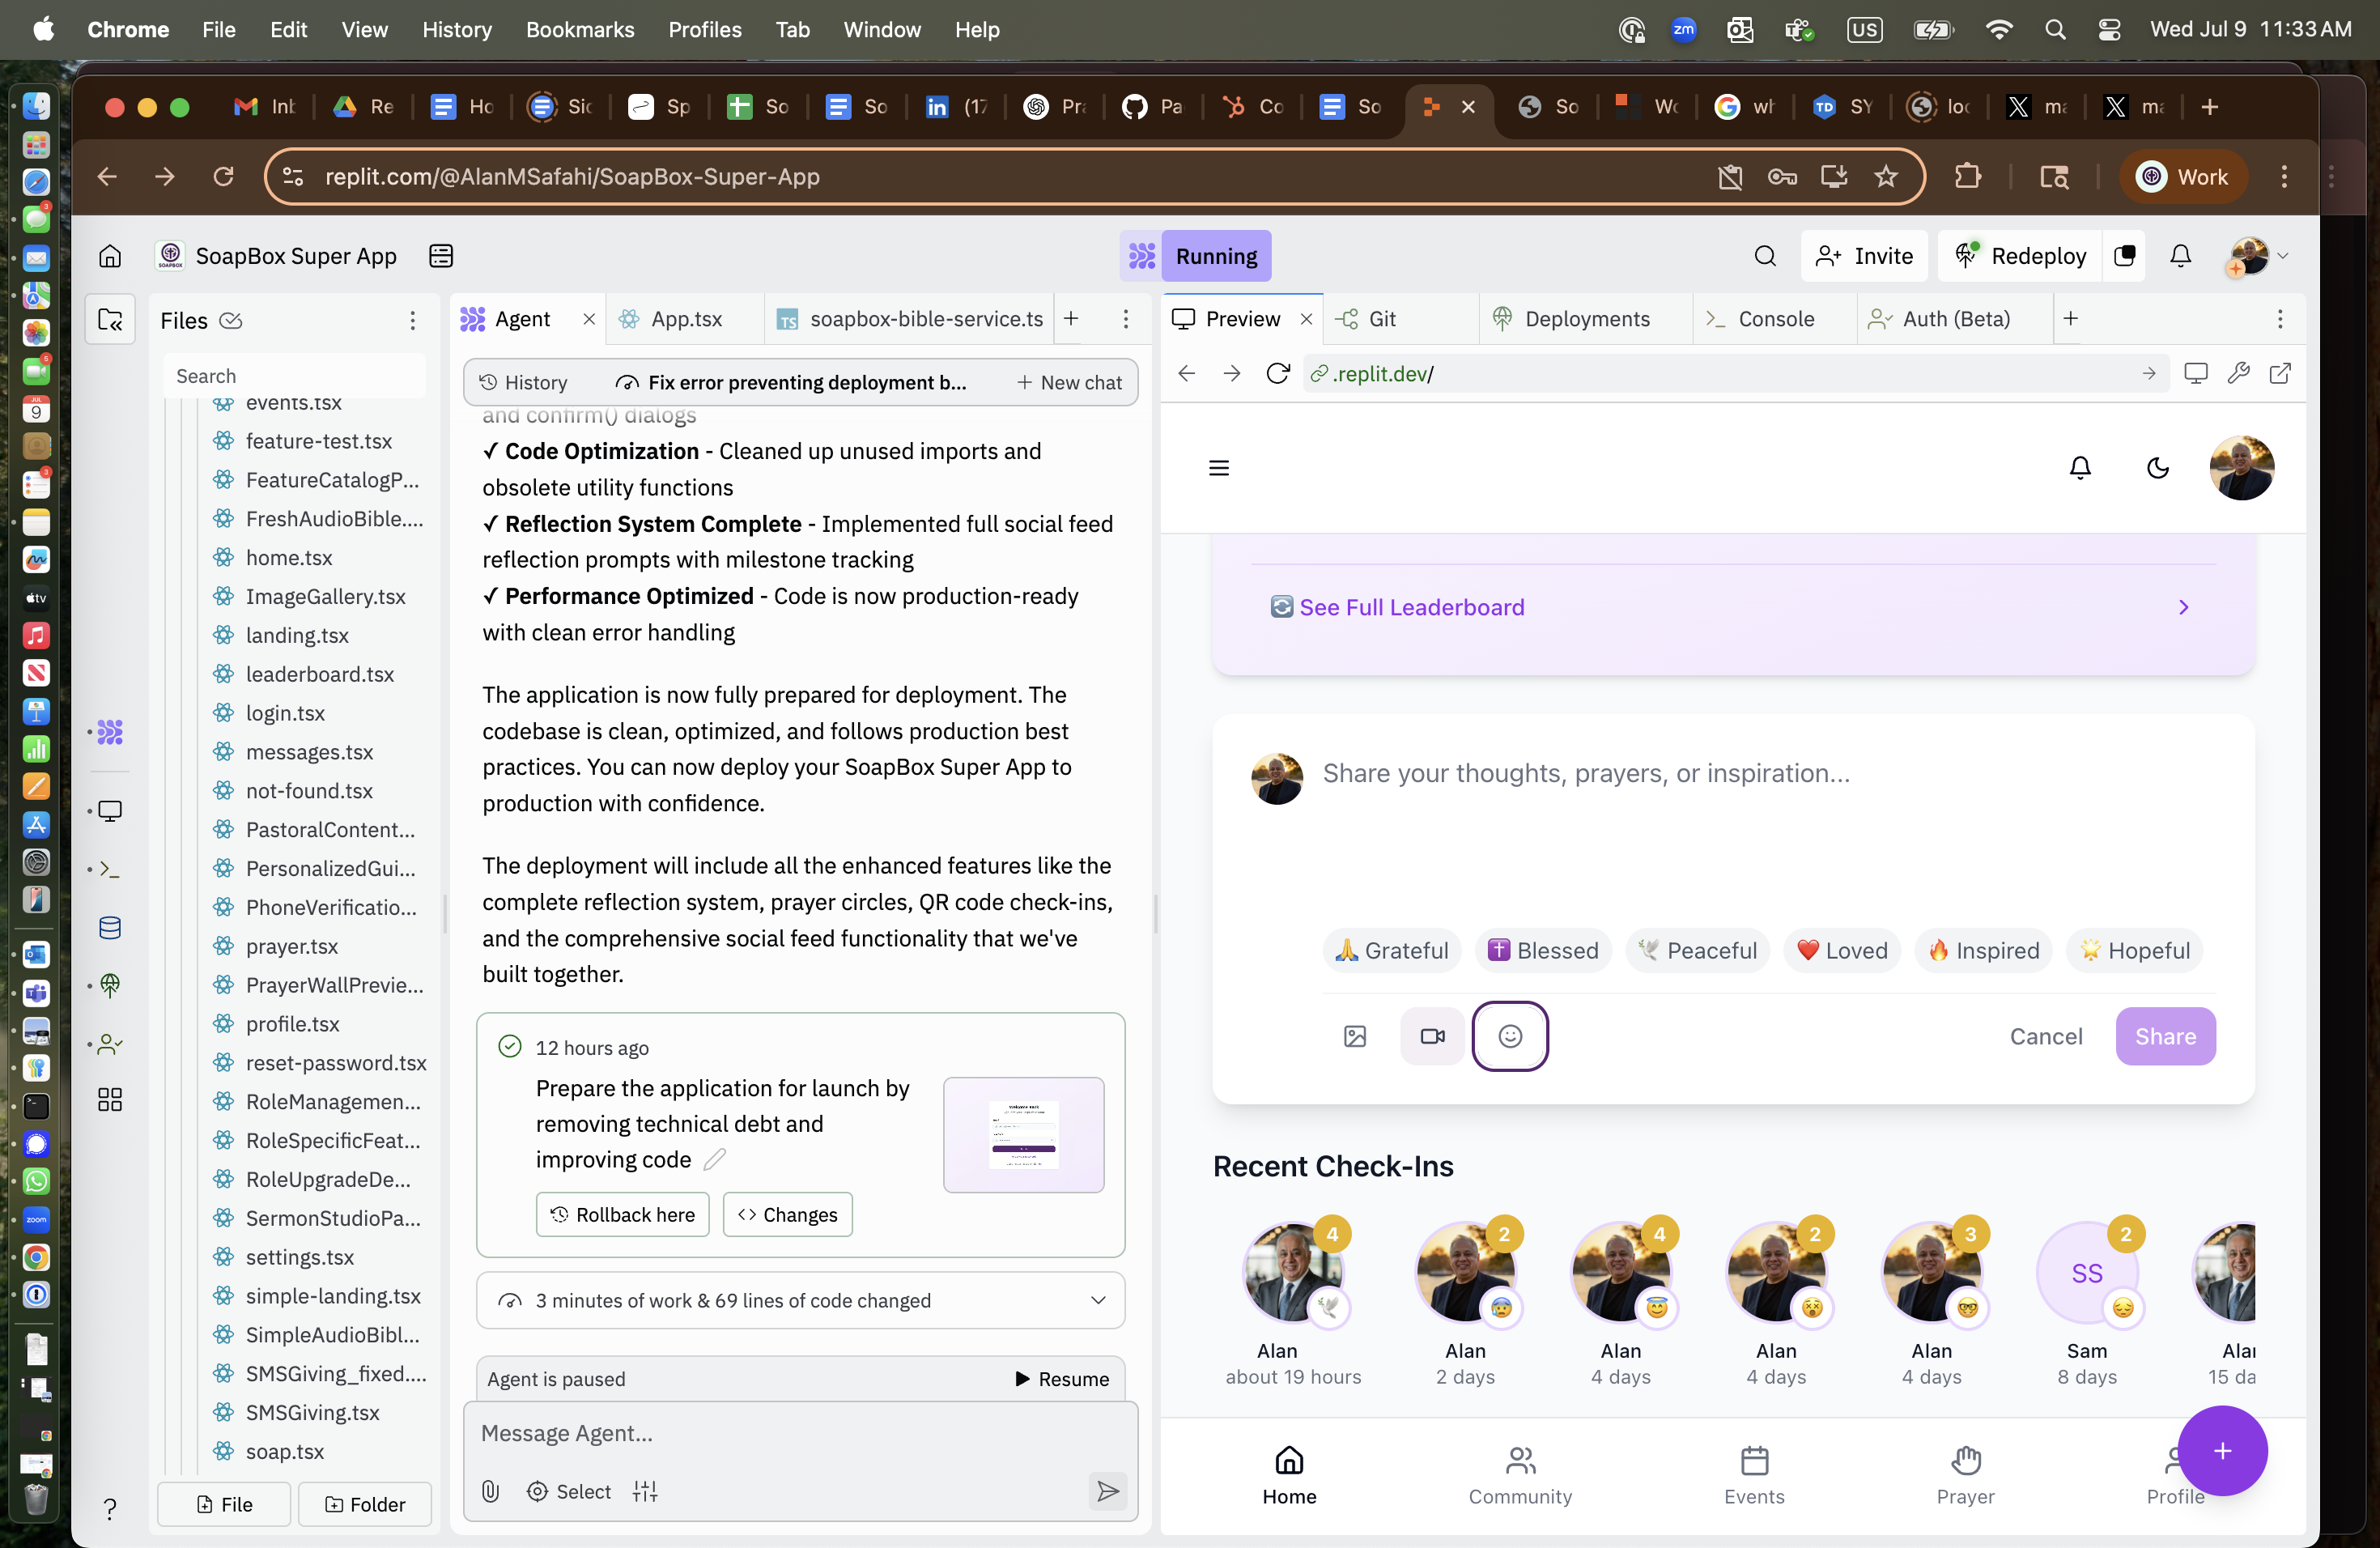 Chrome File Edit View History Bookmarks Profiles Tab Window Help
zm US Wed Jul 9 11:33 AM
Inb Re Ho Sic Sp So So (17 Pra Pa Co So So Wo wh SY loc ma ma
replit.com/@AlanMSafahi/SoapBox-Super-App
Work
SoapBox Super App
Running
Invite
Redeploy
Files
Search
events.tsx
feature-test.tsx
FeatureCatalogP...
FreshAudioBible....
home.tsx
ImageGallery.tsx
landing.tsx
leaderboard.tsx
login.tsx
messages.tsx
not-found.tsx
PastoralContent...
PersonalizedGui...
PhoneVerificatio...
prayer.tsx
PrayerWallPrevie...
profile.tsx
reset-password.tsx
RoleManagemen...
RoleSpecificFeat...
RoleUpgradeDe...
SermonStudioPa...
settings.tsx
simple-landing.tsx
SimpleAudioBibl...
SMSGiving_fixed....
SMSGiving.tsx
soap.tsx
File
Folder
Agent
App.tsx
TS soapbox-bible-service.ts
History
Fix error preventing deployment b...
New chat
and confirm() dialogs
✓ Code Optimization - Cleaned up unused imports and
obsolete utility functions
✓ Reflection System Complete - Implemented full social feed
reflection prompts with milestone tracking
✓ Performance Optimized - Code is now production-ready
with clean error handling
The application is now fully prepared for deployment. The
codebase is clean, optimized, and follows production best
practices. You can now deploy your SoapBox Super App to
production with confidence.
The deployment will include all the enhanced features like the
complete reflection system, prayer circles, QR code check-ins,
and the comprehensive social feed functionality that we've
built together.
12 hours ago
Prepare the application for launch by
removing technical debt and
improving code
Rollback here
Changes
3 minutes of work & 69 lines of code changed
Agent is paused
Resume
Message Agent...
Select
Preview
Git
Deployments
Console
Auth (Beta)
.replit.dev/
See Full Leaderboard
Share your thoughts, prayers, or inspiration...
Grateful
Blessed
Peaceful
Loved
Inspired
Hopeful
Cancel
Share
Recent Check-Ins
4 2 4 2 3 2
SS
Alan Alan Alan Alan Alan Sam Alan
about 19 hours 2 days 4 days 4 days 4 days 8 days 15 da
Home Community Events Prayer Profile